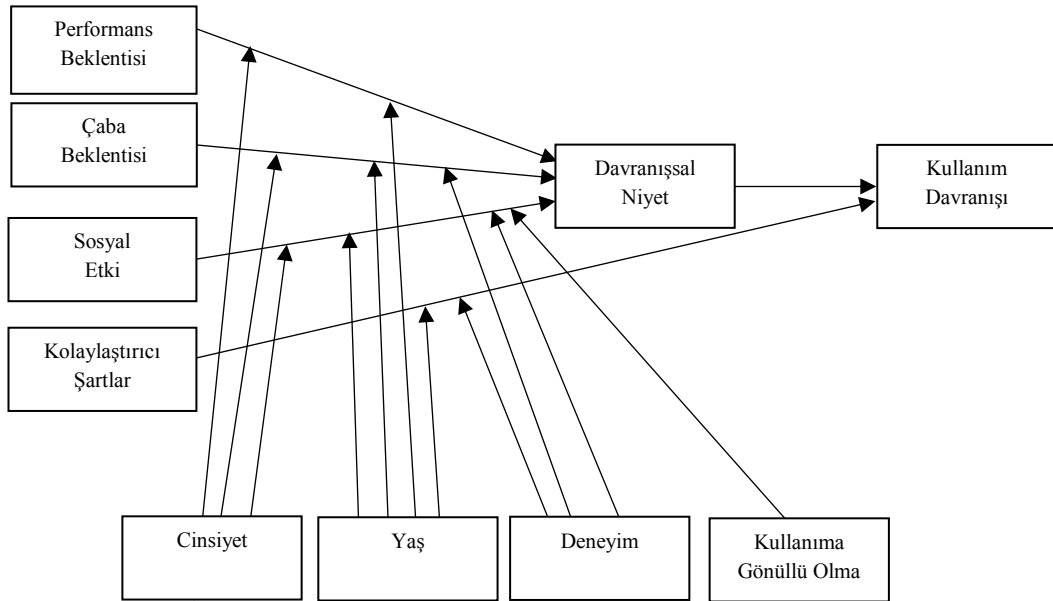 Performans
Beklentisi
Çaba
Beklentisi
Davranışsal
Niyet
Kullanım
Davranışı
Sosyal
Etki
Kolaylaştırıcı
Şartlar
Cinsiyet
Yaş
Deneyim
Kullanıma
Gönüllü Olma